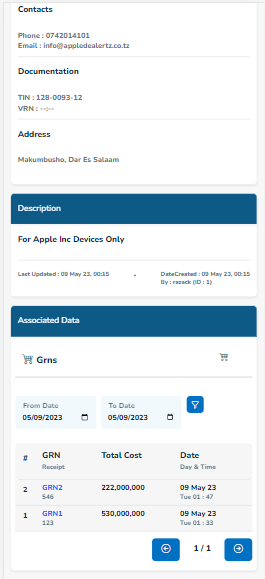 Contacts
Phone : 0742014101
Email : info@appledealertz.co.tz
Documentation
TIN : 128-0093-12
VRN : --:--
Address
Makumbusho, Dar Es Salaam
Description
For Apple Inc Devices Only
Last Updated : 09 May 23, 00:15 - DateCreated : 09 May 23, 00:15
By : razack (ID : 1)
Associated Data
Grns
From Date To Date
05/09/2023 05/09/2023
# GRN Total Cost Date
Receipt Day & Time
2 GRN2 222,000,000 09 May 23
546 Tue 01 : 47
1 GRN1 530,000,000 09 May 23
123 Tue 01 : 33
1 / 1